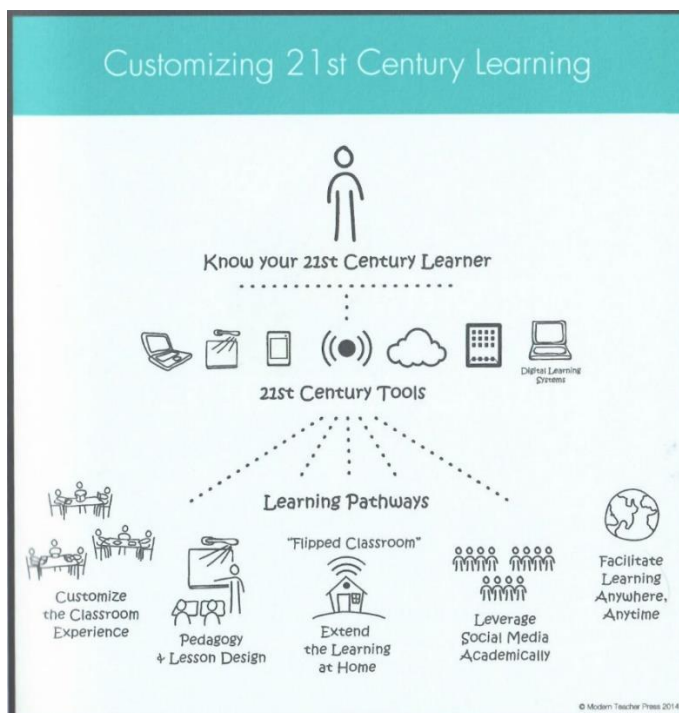 Customizing 21st Century Learning
Know your 21st Century Learner
Digital Learning
Systems
21st Century Tools
Learning Pathways
"Flipped Classroom"
Customize
the Classroom
Experience
Pedagogy
& Lesson Design
Extend
the Learning
at Home
Leverage
Social Media
Academically
Facilitate
Learning
Anywhere,
Anytime
© Modern Teacher Press 2014